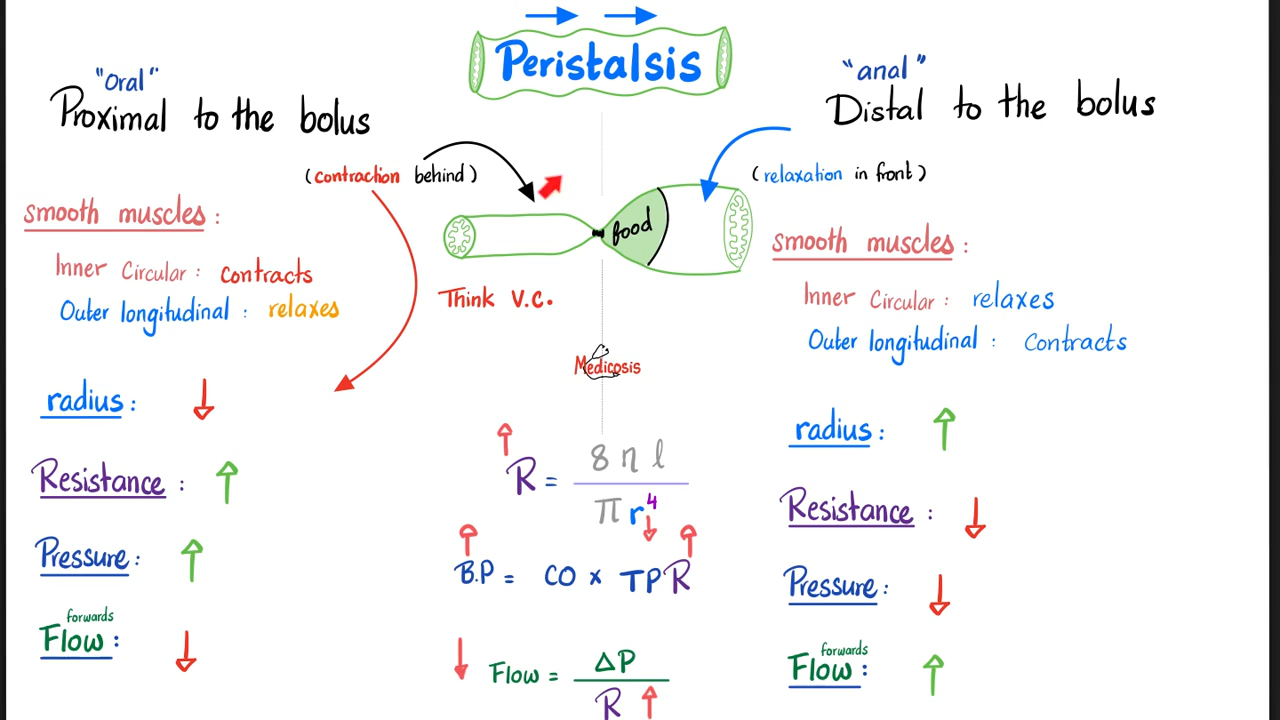 Peristalsis
"Oral"
Proximal to the bolus
(contraction behind)
smooth muscles:
Inner Circular: contracts
Outer longitudinal: relaxes
radius:
Resistance:
Pressure:
forwards
Flow:
food
Think V.C.
Medicosis
R = 8 η l / π r⁴
B.P = CO × TPR
Flow = ΔP / R
"anal"
Distal to the bolus
(relaxation in front)
smooth muscles:
Inner Circular: relaxes
Outer longitudinal: Contracts
radius:
Resistance:
Pressure:
forwards
Flow: